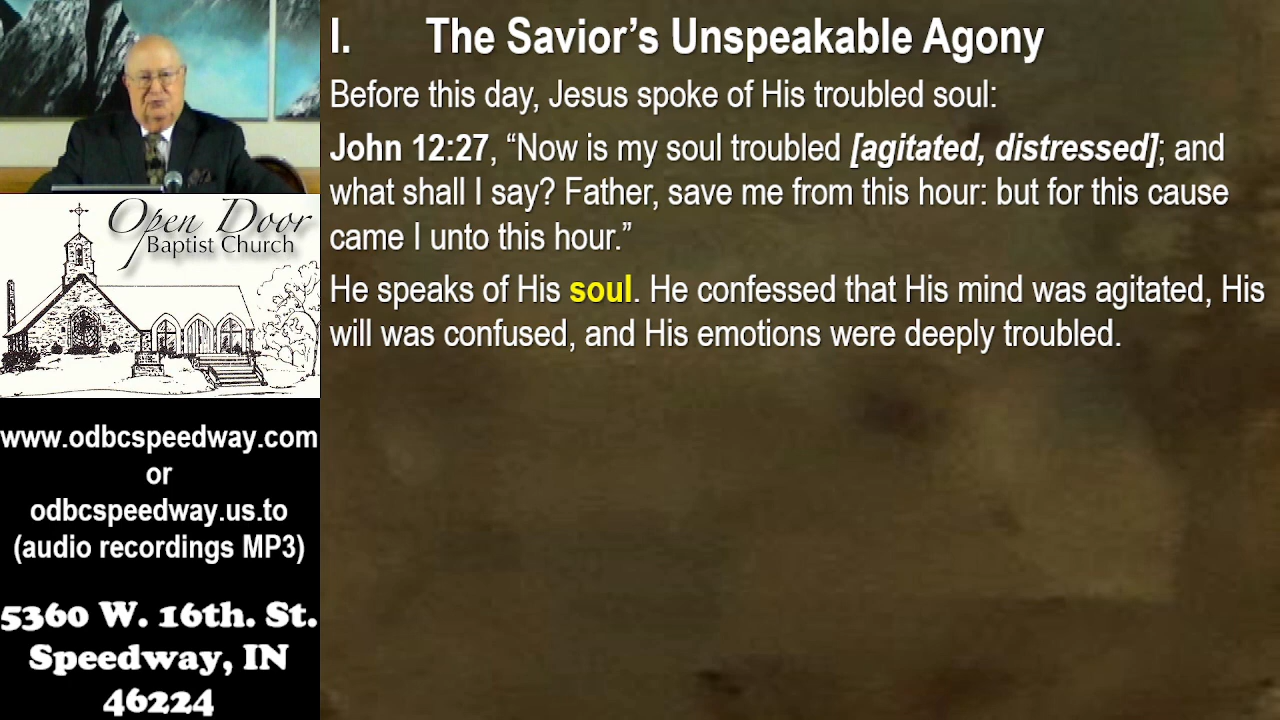 I. The Savior’s Unspeakable Agony
Before this day, Jesus spoke of His troubled soul:
John 12:27, “Now is my soul troubled [agitated, distressed]; and
what shall I say? Father, save me from this hour: but for this cause
came I unto this hour.”
He speaks of His soul. He confessed that His mind was agitated, His
will was confused, and His emotions were deeply troubled.
Open Door
Baptist Church
www.odbcspeedway.com
or
odbcspeedway.us.to
(audio recordings MP3)
5360 W. 16th. St.
Speedway, IN
46224